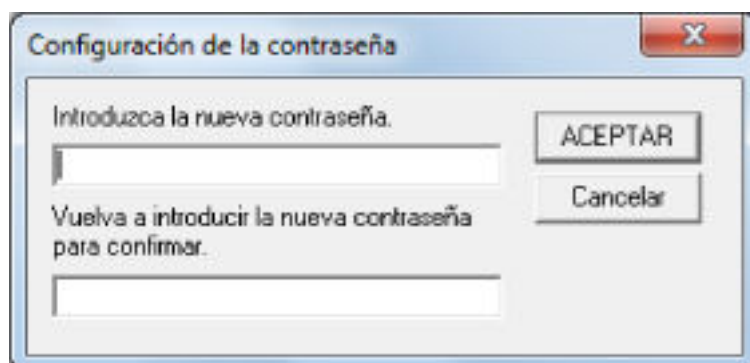 Configuración de la contraseña
Introduzca la nueva contraseña.
ACEPTAR
Cancelar
Vuelva a introducir la nueva contraseña
para confirmar.